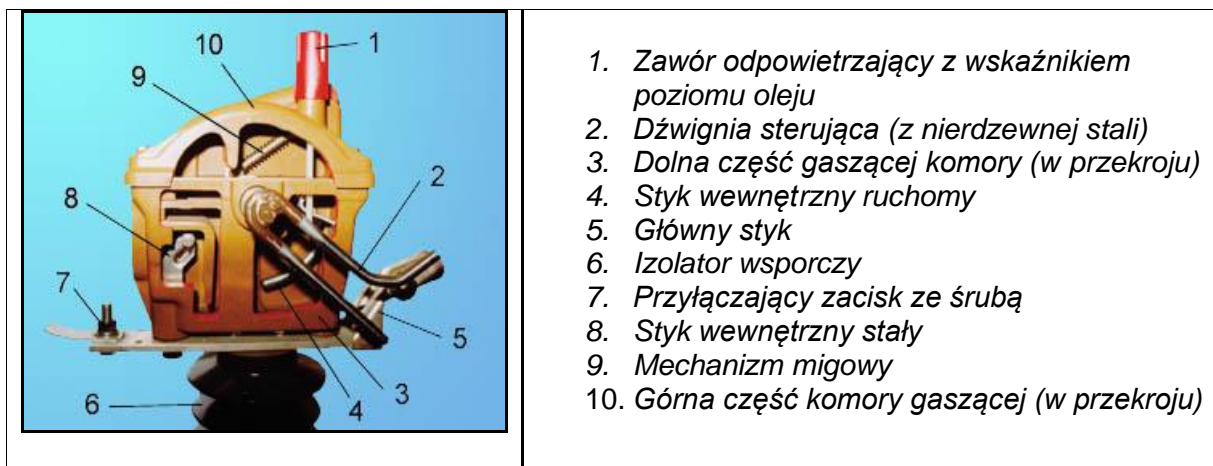 10
1
9
2
8
7
5
6
4
3
1. Zawór odpowietrzający z wskaźnikiem
poziomu oleju
2. Dźwignia sterująca (z nierdzewnej stali)
3. Dolna część gaszącej komory (w przekroju)
4. Styk wewnętrzny ruchomy
5. Główny styk
6. Izolator wsporczy
7. Przyłączający zacisk ze śrubą
8. Styk wewnętrzny stały
9. Mechanizm migowy
10. Górna część komory gaszącej (w przekroju)